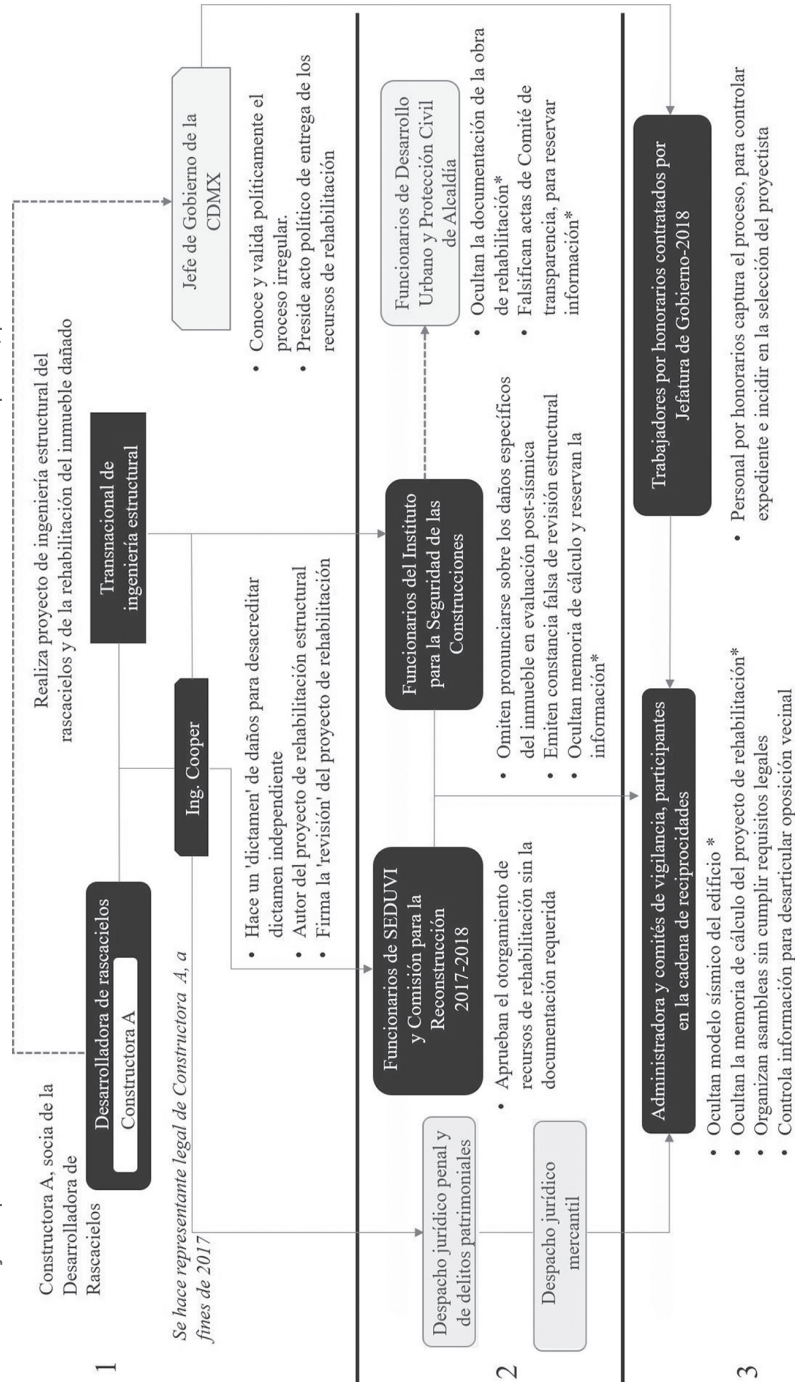 1
Constructora A, socia de la
Desarrolladora de
Rascacielos
Desarrolladora de rascacielos
Constructora A
Realiza proyecto de ingeniería estructural del
rascacielos y de la rehabilitación del inmueble dañado
Transnacional de
ingeniería estructural
Jefe de Gobierno de la
CDMX
• Conoce y valida políticamente el
proceso irregular.
• Preside acto político de entrega de los
recursos de rehabilitación
Se hace representante legal de Constructora A, a
fines de 2017
Ing. Cooper
• Hace un 'dictamen' de daños para desacreditar
dictamen independiente
• Autor del proyecto de rehabilitación estructural
• Firma la 'revisión' del proyecto de rehabilitación
2
Despacho jurídico penal y
de delitos patrimoniales
Despacho jurídico
mercantil
Funcionarios de SEDUVI
y Comisión para la
Reconstrucción
2017-2018
• Aprueban el otorgamiento de
recursos de rehabilitación sin la
documentación requerida
Funcionarios del Instituto
para la Seguridad de las
Construcciones
• Omiten pronunciarse sobre los daños específicos
del inmueble en evaluación post-sísmica
• Emiten constancia falsa de revisión estructural
• Ocultan memoria de cálculo y reservan la
información*
Funcionarios de Desarrollo
Urbano y Protección Civil
de Alcaldía
• Ocultan la documentación de la obra
de rehabilitación*
• Falsifican actas de Comité de
transparencia, para reservar
información*
3
Administradora y comités de vigilancia, participantes
en la cadena de reciprocidades
• Ocultan modelo sísmico del edificio *
• Ocultan la memoria de cálculo del proyecto de rehabilitación*
• Organizan asambleas sin cumplir requisitos legales
• Controla información para desarticular oposición vecinal
Trabajadores por honorarios contratados por
Jefatura de Gobierno-2018
• Personal por honorarios captura el proceso, para controlar
expediente e incidir en la selección del proyectista